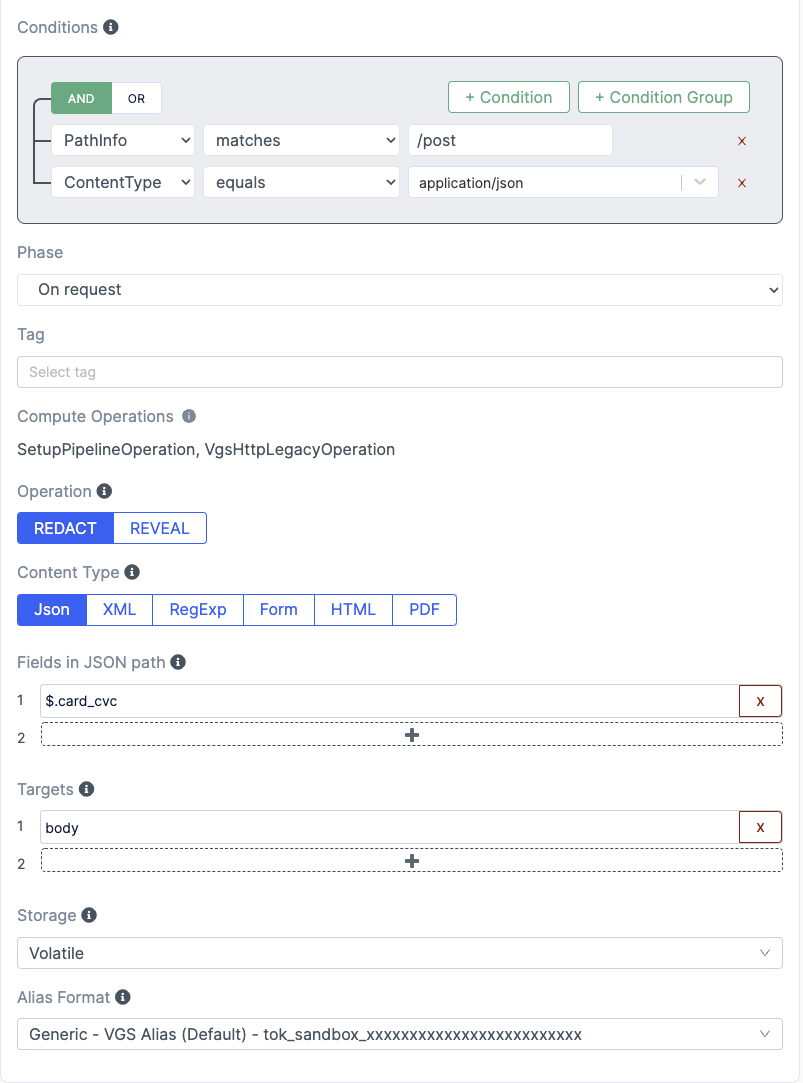 Conditions
AND OR + Condition + Condition Group
PathInfo matches /post x
ContentType equals application/json x
Phase
On request
Tag
Select tag
Compute Operations
SetupPipelineOperation, VgsHttpLegacyOperation
Operation
REDACT REVEAL
Content Type
Json XML RegExp Form HTML PDF
Fields in JSON path
1 $.card_cvc x
2 +
Targets
1 body x
2 +
Storage
Volatile
Alias Format
Generic - VGS Alias (Default) - tok_sandbox_xxxxxxxxxxxxxxxxxxxxxxxxx